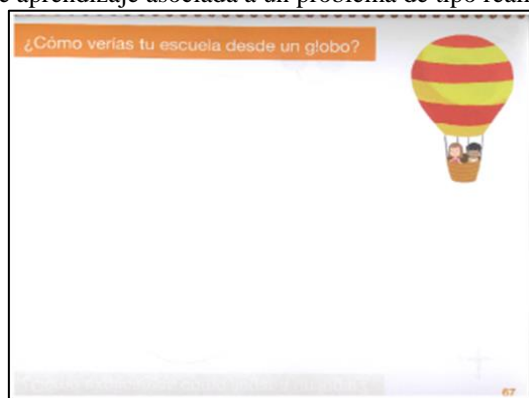 e aprendizaje asociada a un problema de tipo real
¿Cómo verías tu escuela desde un globo?
67